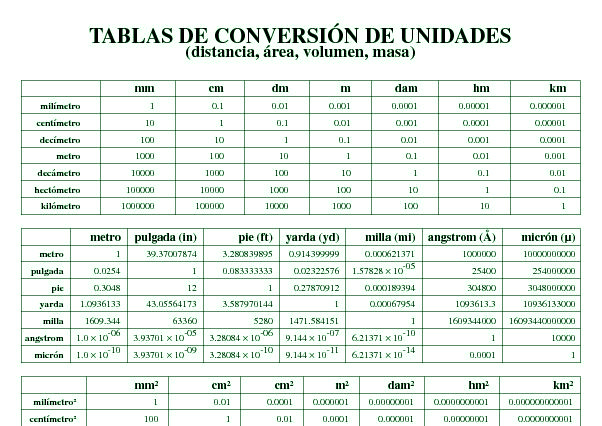 TABLAS DE CONVERSIÓN DE UNIDADES
(distancia, área, volumen, masa)
mm cm dm m dam hm km
milímetro 1 0.1 0.01 0.001 0.0001 0.00001 0.000001
centímetro 10 1 0.1 0.01 0.001 0.0001 0.00001
decímetro 100 10 1 0.1 0.01 0.001 0.0001
metro 1000 100 10 1 0.1 0.01 0.001
decámetro 10000 1000 100 10 1 0.1 0.01
hectómetro 100000 10000 1000 100 10 1 0.1
kilómetro 1000000 100000 10000 1000 100 10 1
metro pulgada (in) pie (ft) yarda (yd) milla (mi) angstrom (Å) micrón (μ)
metro 1 39.37007874 3.280839895 0.914399999 0.000621371 1000000 10000000000
pulgada 0.0254 1 0.083333333 0.02322576 1.57828 × 10⁻⁰⁵ 25400 254000000
pie 0.3048 12 1 0.27870912 0.000189394 304800 3048000000
yarda 1.0936133 43.05564173 3.587970144 1 0.00067954 1093613.3 10936133000
milla 1609.344 63360 5280 1471.584151 1 1609344000 16093440000000
angstrom 1.0 × 10⁻⁰⁶ 3.93701 × 10⁻⁰⁵ 3.28084 × 10⁻⁰⁶ 9.144 × 10⁻⁰⁷ 6.21371 × 10⁻¹⁰ 1 10000
micrón 1.0 × 10⁻¹⁰ 3.93701 × 10⁻⁰⁹ 3.28084 × 10⁻¹⁰ 9.144 × 10⁻¹¹ 6.21371 × 10⁻¹⁴ 0.0001 1
mm² cm² cm² m² dam² hm² km²
milímetro² 1 0.01 0.0001 0.000001 0.00000001 0.0000000001 0.000000000001
centímetro² 100 1 0.01 0.0001 0.000001 0.00000001 0.0000000001